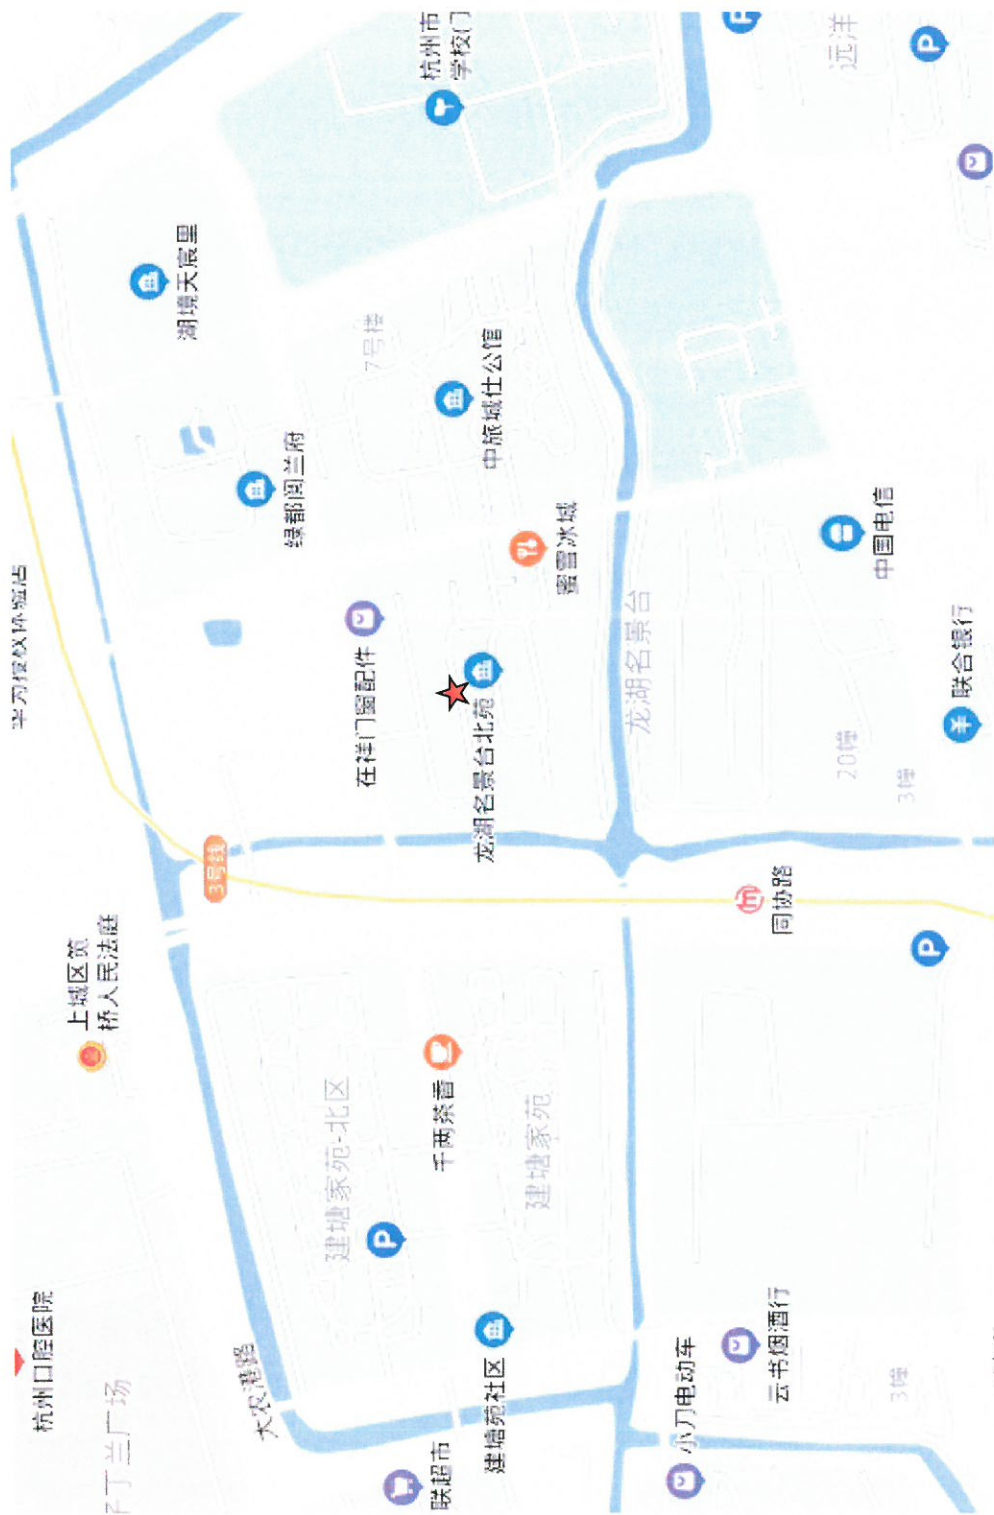 杭州口腔医院
丁兰广场
大农港路
联超市
建塘苑社区
小刀电动车
云书烟酒行
3幢
建塘家苑-北区
P
千两茶香
建塘家苑
上城区笕
桥人民法庭
3号线
同协路
P
在祥门窗配件
龙湖名景台北苑
龙湖名景台
20幢
3幢
联合银行
绿都阅兰府
蜜雪冰城
中国电信
湖境天宸里
7号楼
中旅城仕公馆
杭州市
学校(门
远洋
P
P